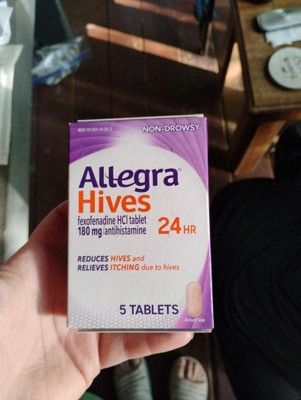 NON-DROWSY
Allegra
Hives
fexofenadine HCl tablet
180 mg/antihistamine
24 HR
REDUCES HIVES and
RELIEVES ITCHING due to hives
5 TABLETS